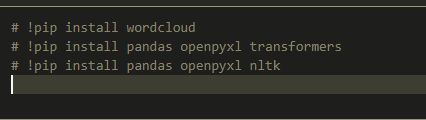 # !pip install wordcloud
# !pip install pandas openpyxl transformers
# !pip install pandas openpyxl nltk